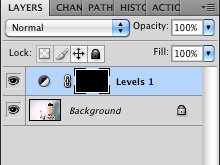 LAYERS CHAN PATH HISTO ACTIO
Normal Opacity: 100%
Lock: Fill: 100%
Levels 1
Background